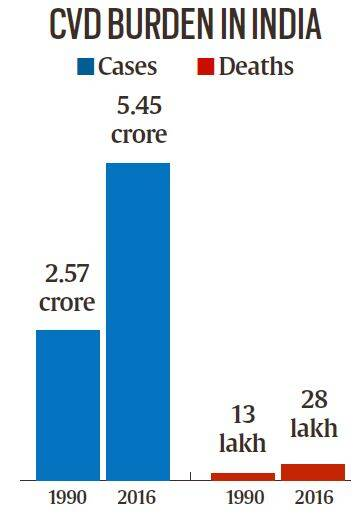 CVD BURDEN IN INDIA
Cases Deaths
5.45
crore
2.57
crore
13
lakh
28
lakh
1990 2016 1990 2016